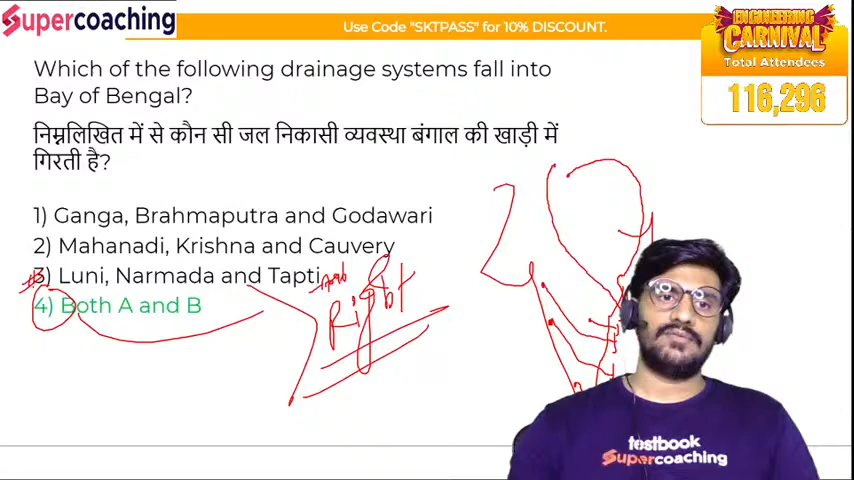 Supercoaching
Use Code "SKTPASS" for 10% DISCOUNT.
ENGINEERING
CARNIVAL
Total Attendees
116,296
Which of the following drainage systems fall into
Bay of Bengal?
निम्नलिखित में से कौन सी जल निकासी व्यवस्था बंगाल की खाड़ी में
गिरती है?
1) Ganga, Brahmaputra and Godawari
2) Mahanadi, Krishna and Cauvery
3) Luni, Narmada and Tapti
4) Both A and B
Right
testbook
Supercoaching